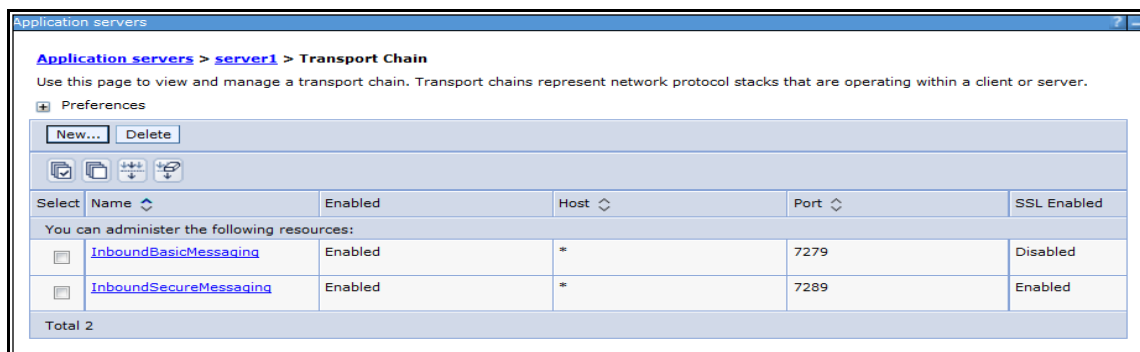 Application servers ? –
Application servers > server1 > Transport Chain
Use this page to view and manage a transport chain. Transport chains represent network protocol stacks that are operating within a client or server.
+ Preferences
New... Delete
Select Name Enabled Host Port SSL Enabled
You can administer the following resources:
InboundBasicMessaging Enabled * 7279 Disabled
InboundSecureMessaging Enabled * 7289 Enabled
Total 2